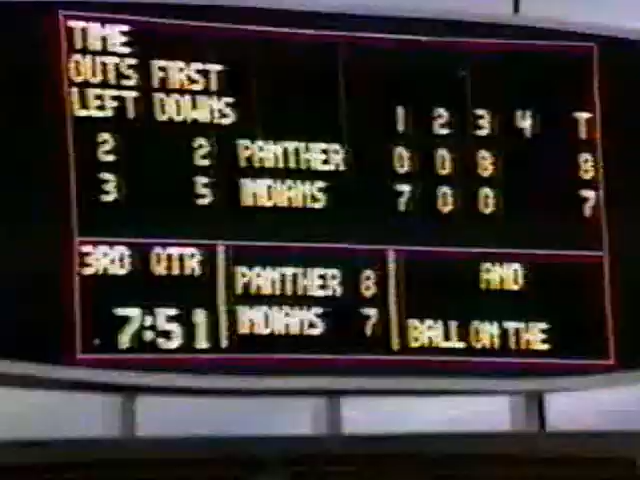 TIME
OUTS FIRST
LEFT DOWNS 1 2 3 4 T
2 2 PANTHER 0 0 8 8
3 5 INDIANS 7 0 0 7
3RD QTR
7:51
PANTHER 8
INDIANS 7
AND
BALL ON THE